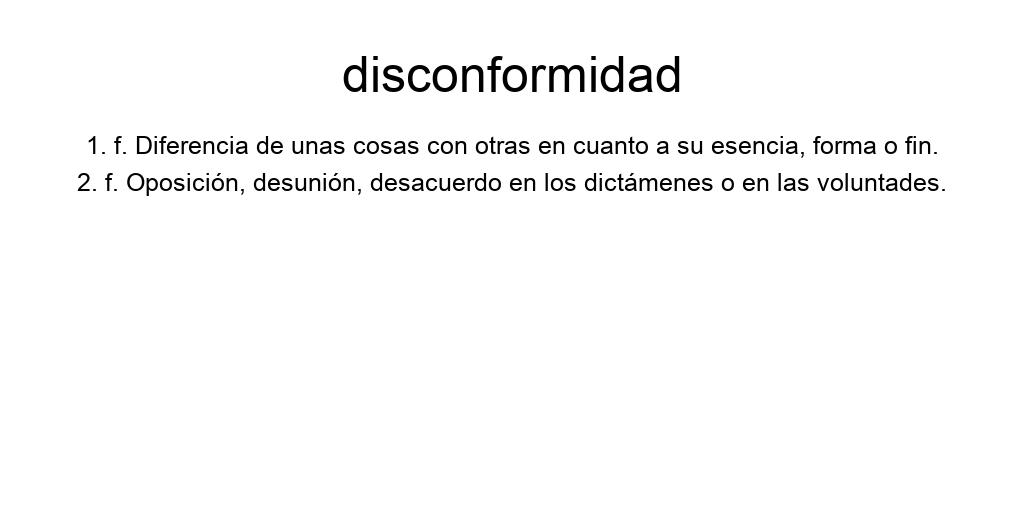 disconformidad
1. f. Diferencia de unas cosas con otras en cuanto a su esencia, forma o fin.
2. f. Oposición, desunión, desacuerdo en los dictámenes o en las voluntades.